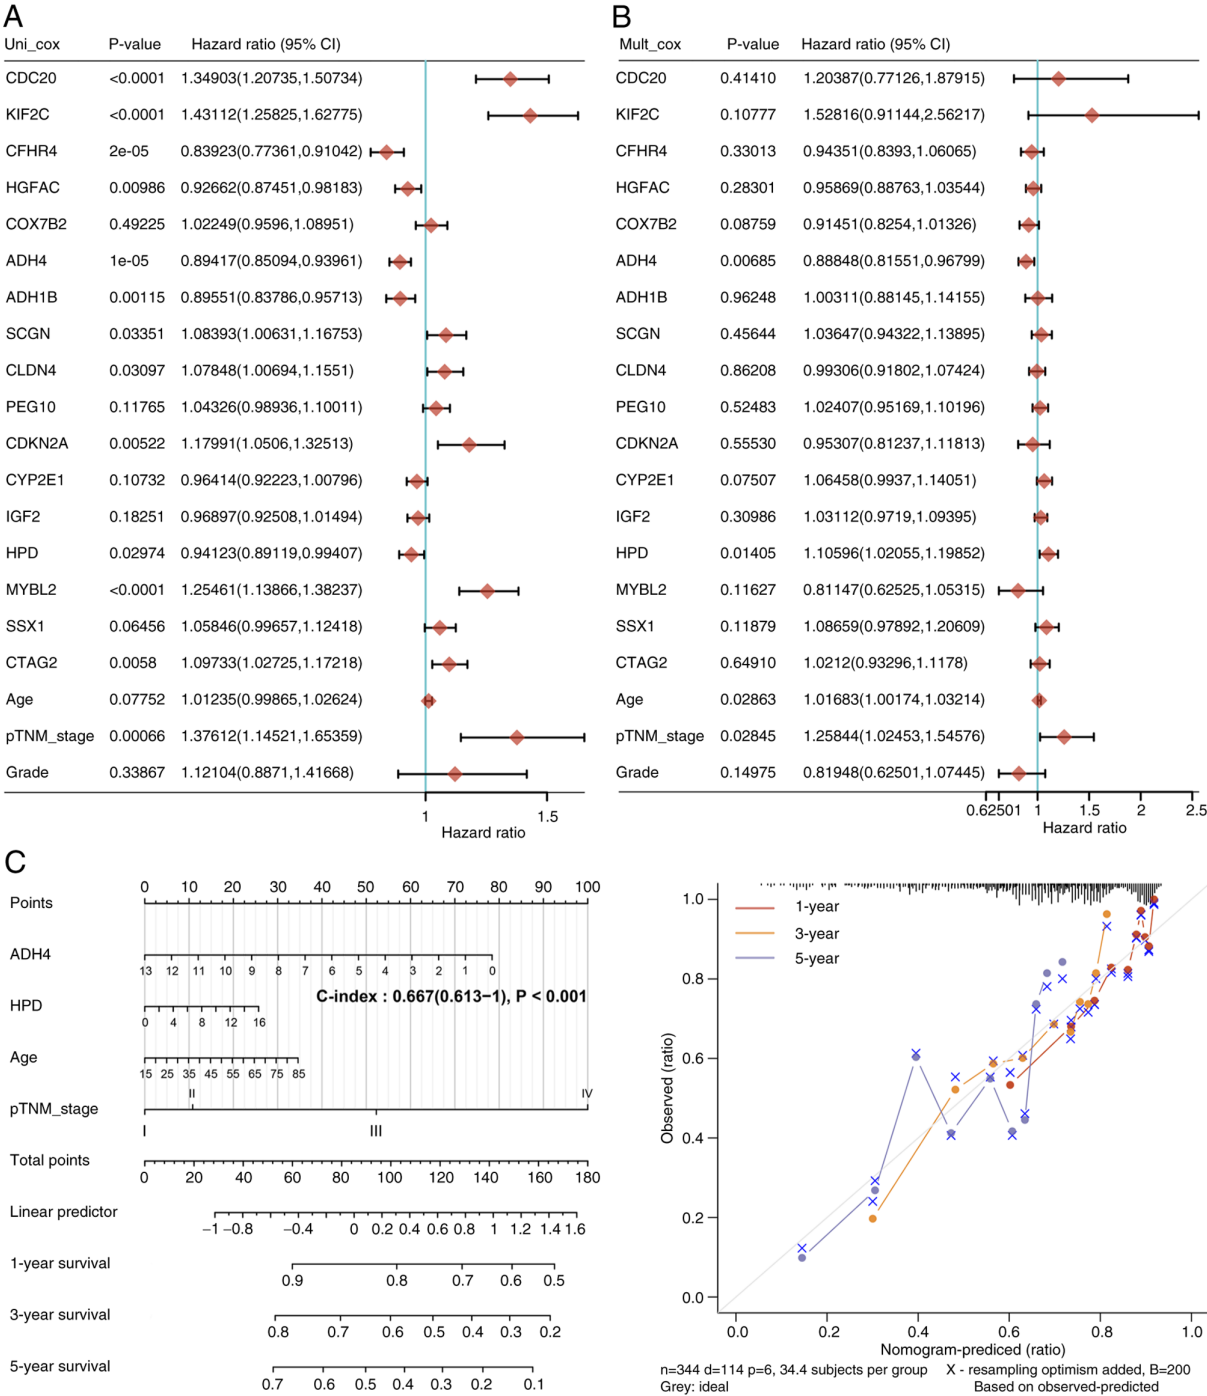 A
Uni_cox P-value Hazard ratio (95% CI)
CDC20 <0.0001 1.34903(1.20735,1.50734)
KIF2C <0.0001 1.43112(1.25825,1.62775)
CFHR4 2e-05 0.83923(0.77361,0.91042)
HGFAC 0.00986 0.92662(0.87451,0.98183)
COX7B2 0.49225 1.02249(0.9596,1.08951)
ADH4 1e-05 0.89417(0.85094,0.93961)
ADH1B 0.00115 0.89551(0.83786,0.95713)
SCGN 0.03351 1.08393(1.00631,1.16753)
CLDN4 0.03097 1.07848(1.00694,1.1551)
PEG10 0.11765 1.04326(0.98936,1.10011)
CDKN2A 0.00522 1.17991(1.0506,1.32513)
CYP2E1 0.10732 0.96414(0.92223,1.00796)
IGF2 0.18251 0.96897(0.92508,1.01494)
HPD 0.02974 0.94123(0.89119,0.99407)
MYBL2 <0.0001 1.25461(1.13866,1.38237)
SSX1 0.06456 1.05846(0.99657,1.12418)
CTAG2 0.0058 1.09733(1.02725,1.17218)
Age 0.07752 1.01235(0.99865,1.02624)
pTNM_stage 0.00066 1.37612(1.14521,1.65359)
Grade 0.33867 1.12104(0.8871,1.41668)
1 1.5
Hazard ratio
B
Mult_cox P-value Hazard ratio (95% CI)
CDC20 0.41410 1.20387(0.77126,1.87915)
KIF2C 0.10777 1.52816(0.91144,2.56217)
CFHR4 0.33013 0.94351(0.8393,1.06065)
HGFAC 0.28301 0.95869(0.88763,1.03544)
COX7B2 0.08759 0.91451(0.8254,1.01326)
ADH4 0.00685 0.88848(0.81551,0.96799)
ADH1B 0.96248 1.00311(0.88145,1.14155)
SCGN 0.45644 1.03647(0.94322,1.13895)
CLDN4 0.86208 0.99306(0.91802,1.07424)
PEG10 0.52483 1.02407(0.95169,1.10196)
CDKN2A 0.55530 0.95307(0.81237,1.11813)
CYP2E1 0.07507 1.06458(0.9937,1.14051)
IGF2 0.30986 1.03112(0.9719,1.09395)
HPD 0.01405 1.10596(1.02055,1.19852)
MYBL2 0.11627 0.81147(0.62525,1.05315)
SSX1 0.11879 1.08659(0.97892,1.20609)
CTAG2 0.64910 1.0212(0.93296,1.1178)
Age 0.02863 1.01683(1.00174,1.03214)
pTNM_stage 0.02845 1.25844(1.02453,1.54576)
Grade 0.14975 0.81948(0.62501,1.07445)
0.62501 1 1.5 2 2.5
Hazard ratio
C
0 10 20 30 40 50 60 70 80 90 100
Points
ADH4
13 12 11 10 9 8 7 6 5 4 3 2 1 0
C-index : 0.667(0.613−1), P < 0.001
HPD
0 4 8 12 16
Age
15 25 35 45 55 65 75 85
II IV
pTNM_stage
I III
Total points
0 20 40 60 80 100 120 140 160 180
Linear predictor
−1 −0.8 −0.4 0 0.2 0.4 0.6 0.8 1 1.2 1.4 1.6
1-year survival
0.9 0.8 0.7 0.6 0.5
3-year survival
0.8 0.7 0.6 0.5 0.4 0.3 0.2
5-year survival
0.7 0.6 0.5 0.4 0.3 0.2 0.1
1-year
3-year
5-year
1.0
0.8
0.6
0.4
0.2
0.0
Observed (ratio)
0.0 0.2 0.4 0.6 0.8 1.0
Nomogram-prediced (ratio)
n=344 d=114 p=6, 34.4 subjects per group X - resampling optimism added, B=200
Grey: ideal Based on observed-predicted